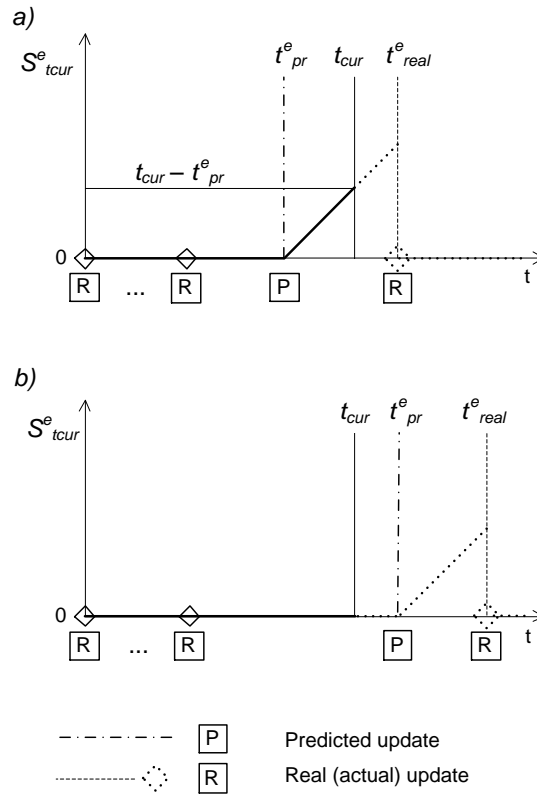 a)
S^e_tcur t^e_pr t_cur t^e_real
t_cur – t^e_pr
0 t
R ... R P R
b)
S^e_tcur t_cur t^e_pr t^e_real
0 t
R ... R P R
P Predicted update
R Real (actual) update